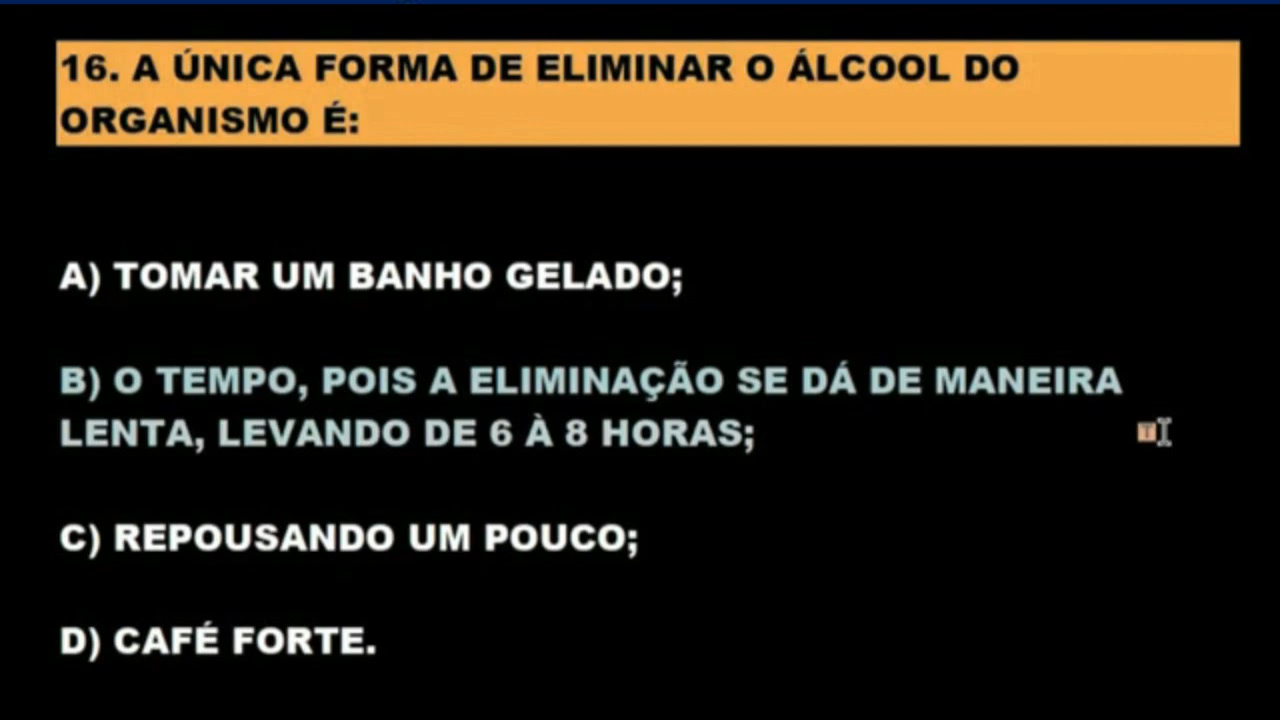 16. A ÚNICA FORMA DE ELIMINAR O ÁLCOOL DO
ORGANISMO É:
A) TOMAR UM BANHO GELADO;
B) O TEMPO, POIS A ELIMINAÇÃO SE DÁ DE MANEIRA
LENTA, LEVANDO DE 6 À 8 HORAS;
C) REPOUSANDO UM POUCO;
D) CAFÉ FORTE.